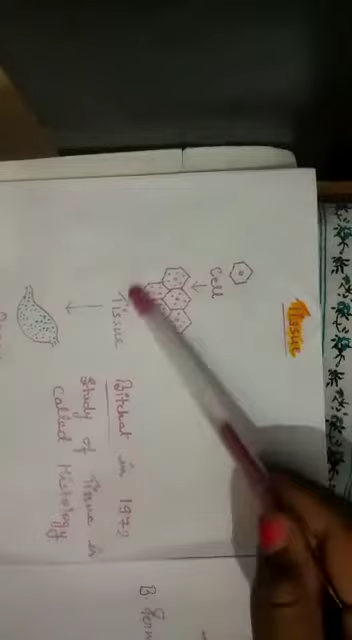 Tissue
Cell
Tissue
Bitchat in 1972
Study of Tissue is
called Histology.